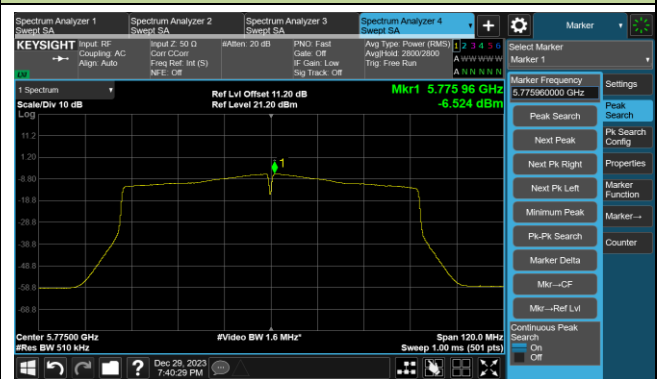 Spectrum Analyzer 1
Swept SA
Spectrum Analyzer 2
Swept SA
Spectrum Analyzer 3
Swept SA
Spectrum Analyzer 4
Swept SA
+
Marker
KEYSIGHT
Input: RF
Coupling: AC
Align: Auto
Input Z: 50 Ω
Corr CCorr
Freq Ref: Int (S)
NFE: Off
#Atten: 20 dB
PNO: Fast
Gate: Off
IF Gain: Low
Sig Track: Off
Avg Type: Power (RMS)
Avg|Hold: 2800/2800
Trig: Free Run
1 2 3 4 5 6
A W W W W W
A N N N N N
LXI
Select Marker
Marker 1
1 Spectrum
Scale/Div 10 dB
Log
Ref Lvl Offset 11.20 dB
Ref Level 21.20 dBm
Mkr1 5.775 96 GHz
-6.524 dBm
11.2
1.20
-8.80
-18.8
-28.8
-38.8
-48.8
-58.8
-68.8
1
Center 5.77500 GHz
#Res BW 510 kHz
#Video BW 1.6 MHz*
Span 120.0 MHz
Sweep 1.00 ms (501 pts)
Marker Frequency
5.775960000 GHz
Peak Search
Next Peak
Next Pk Right
Next Pk Left
Minimum Peak
Pk-Pk Search
Marker Delta
Mkr→CF
Mkr→Ref Lvl
Continuous Peak
Search
On
Off
Settings
Peak
Search
Pk Search
Config
Properties
Marker
Function
Marker→
Counter
?
Dec 29, 2023
7:40:29 PM